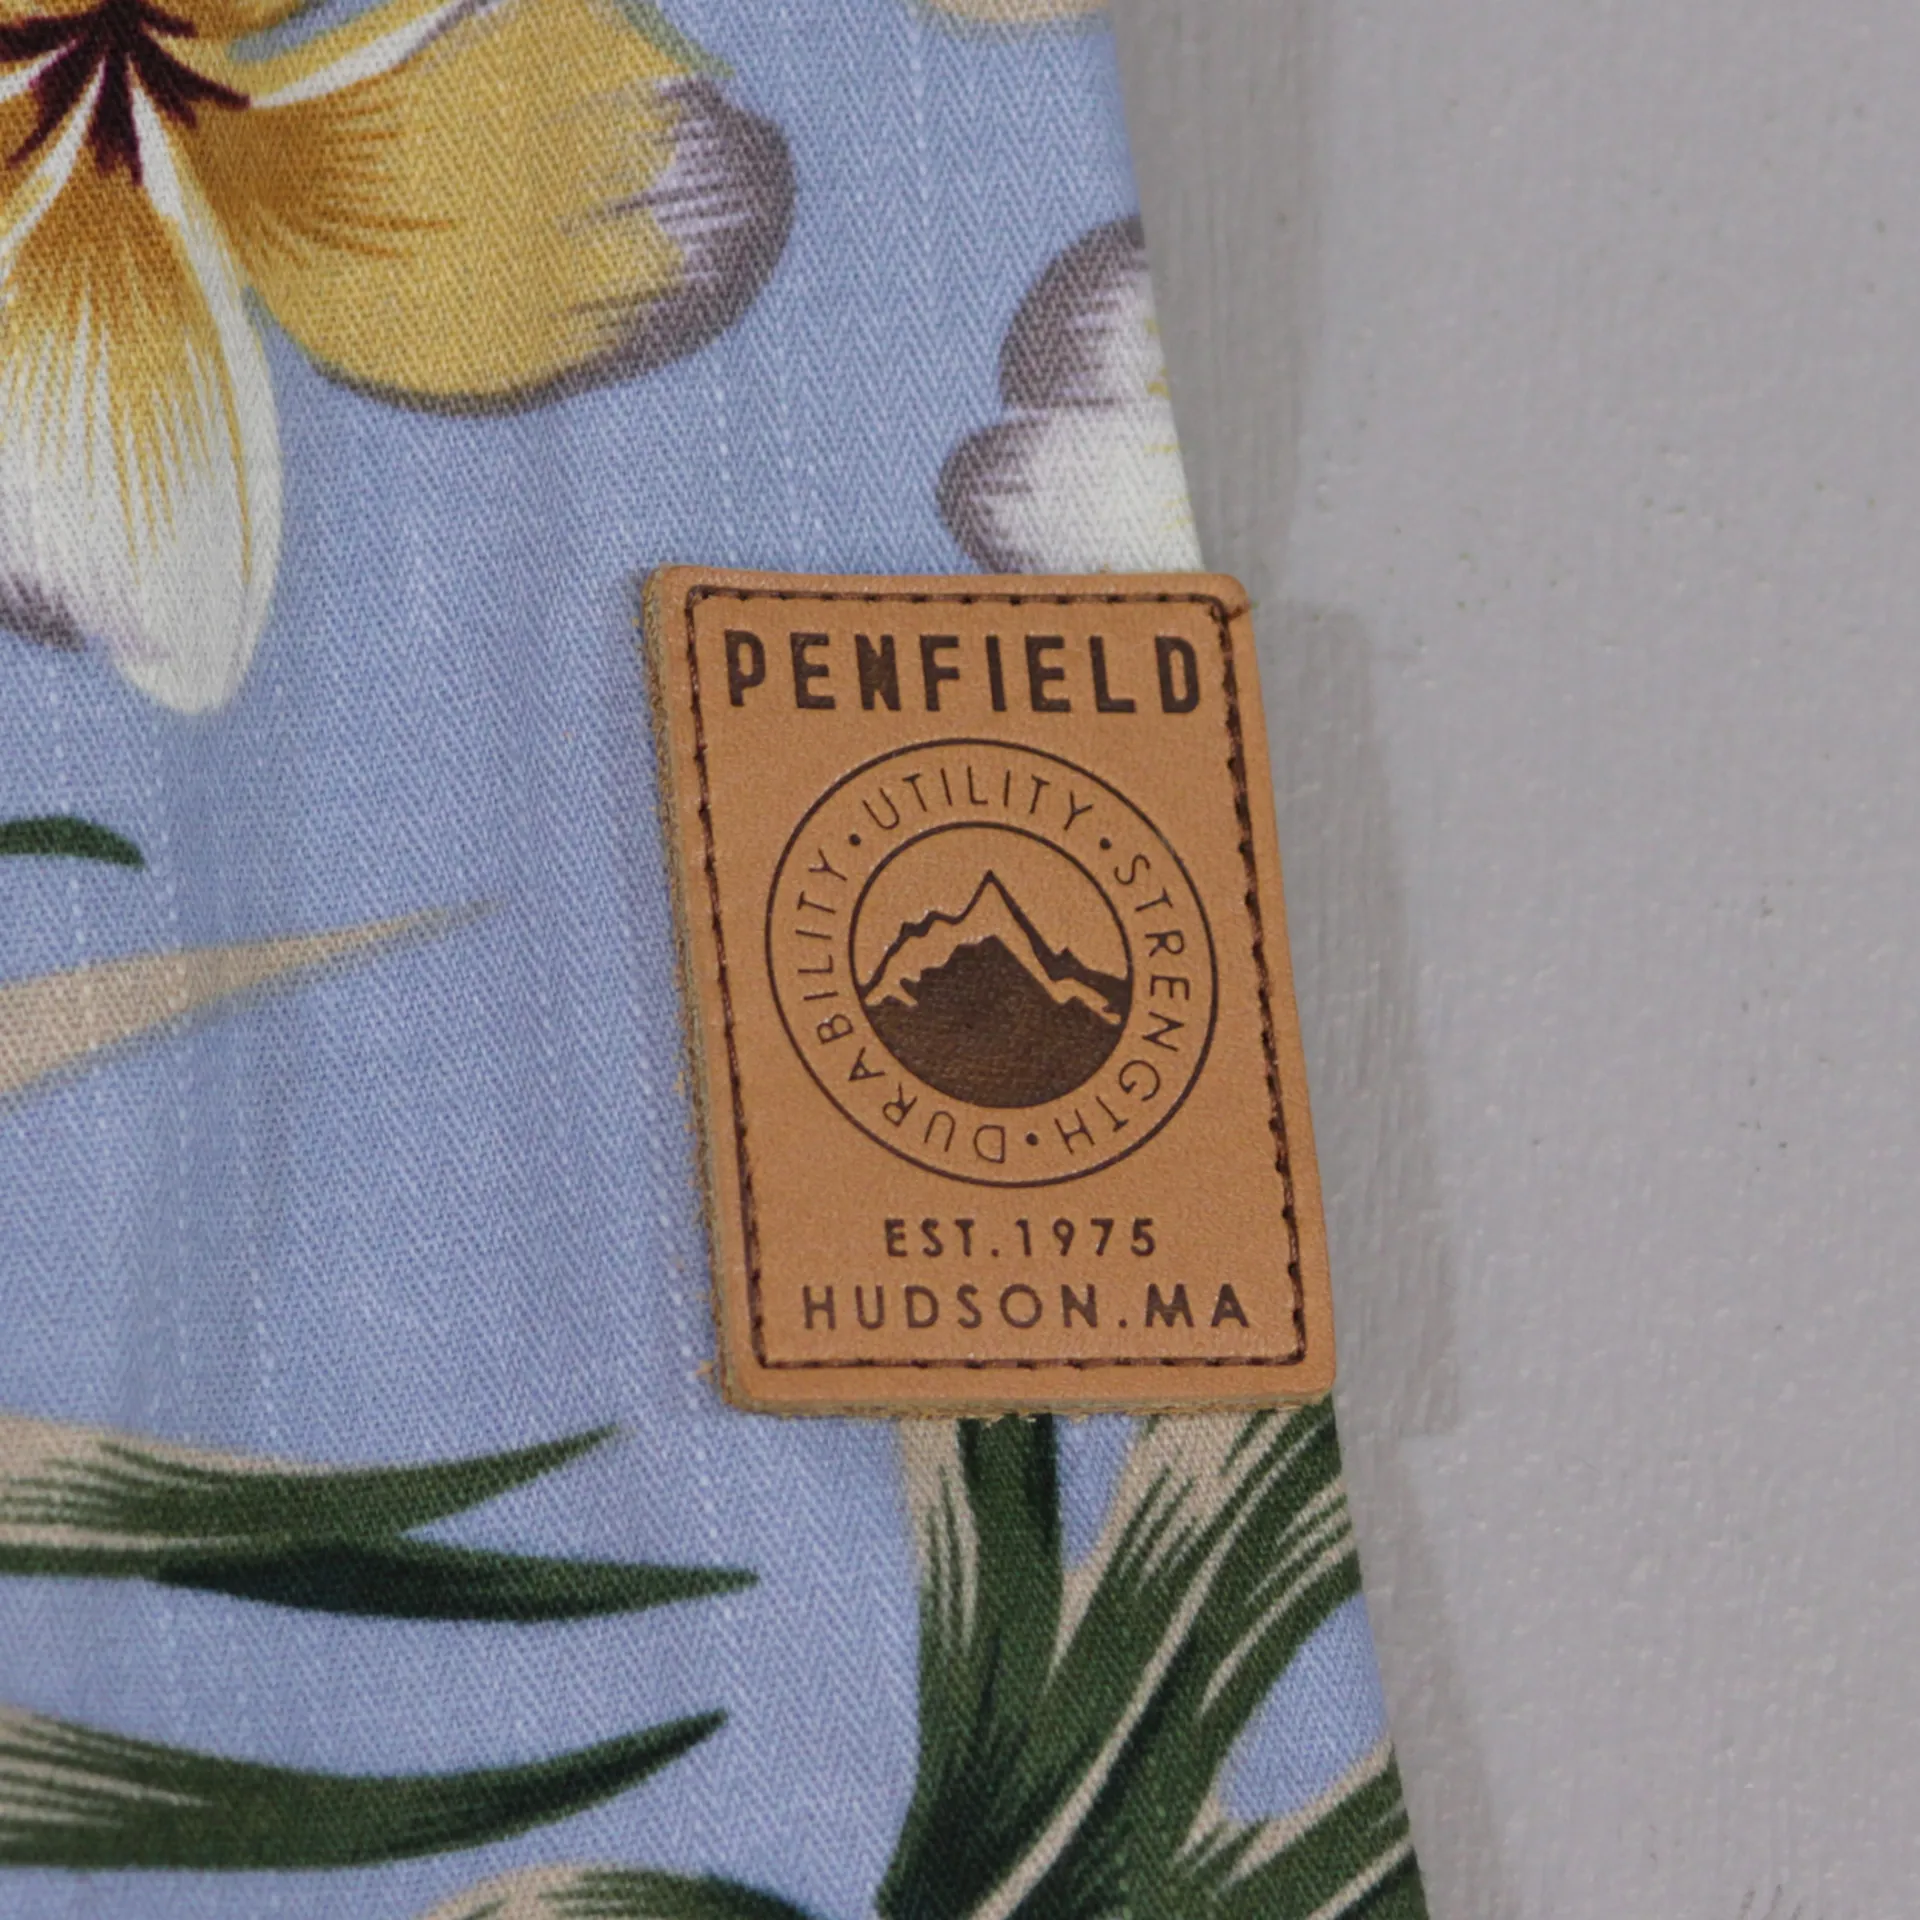 PENFIELD
· UTILITY · STRENGTH · DURABILITY
EST.1975
HUDSON.MA